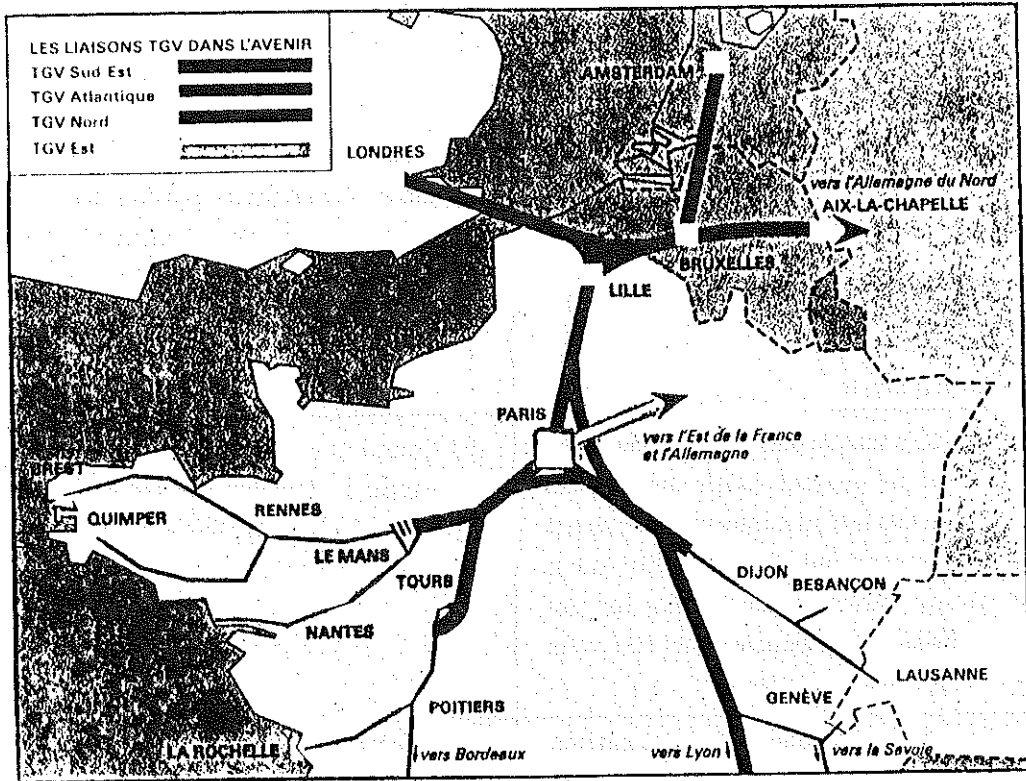 LES LIAISONS TGV DANS L'AVENIR
TGV Sud Est
TGV Atlantique
TGV Nord
TGV Est
AMSTERDAM
LONDRES
vers l'Allemagne du Nord
AIX-LA-CHAPELLE
BRUXELLES
LILLE
PARIS
vers l'Est de la France
et l'Allemagne
BREST
RENNES
QUIMPER
LE MANS
TOURS
DIJON
BESANÇON
NANTES
LAUSANNE
GENÈVE
POITIERS
LA ROCHELLE
vers Bordeaux
vers Lyon
vers la Savoie